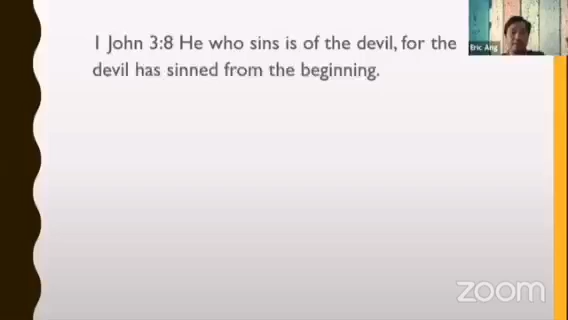 1 John 3:8 He who sins is of the devil, for the
devil has sinned from the beginning.
Eric Ang
zoom